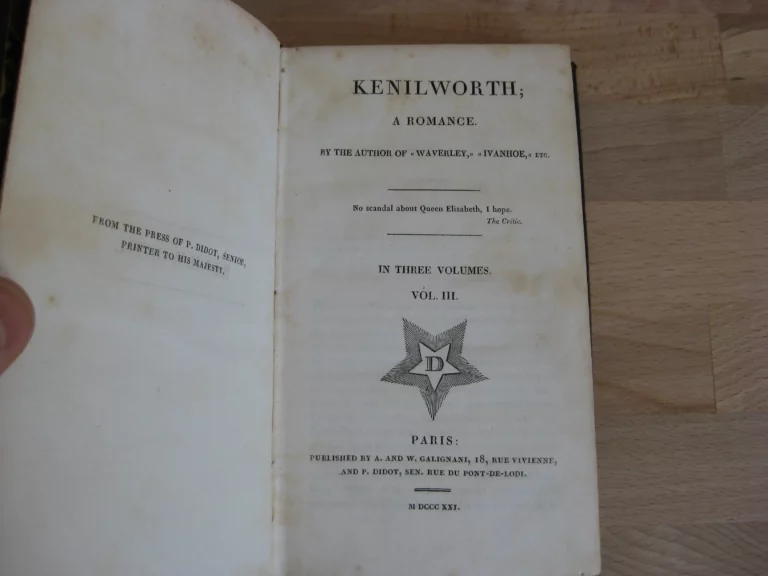 FROM THE PRESS OF P. DIDOT, SENIOR,
PRINTER TO HIS MAJESTY.
KENILWORTH;
A ROMANCE.
BY THE AUTHOR OF «WAVERLEY,» «IVANHOE,» ETC.
No scandal about Queen Elizabeth, I hope.
The Critic.
IN THREE VOLUMES.
VOL. III.
D
PARIS:
PUBLISHED BY A. AND W. GALIGNANI, 18, RUE VIVIENNE,
AND P. DIDOT, SEN. RUE DU PONT-DE-LODI.
M DCCC XXI.